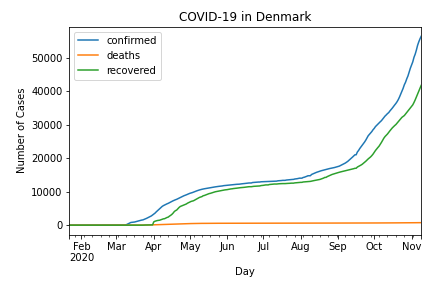 COVID-19 in Denmark
confirmed
deaths
recovered
Number of Cases
50000
40000
30000
20000
10000
0
Feb Mar Apr May Jun Jul Aug Sep Oct Nov
2020
Day